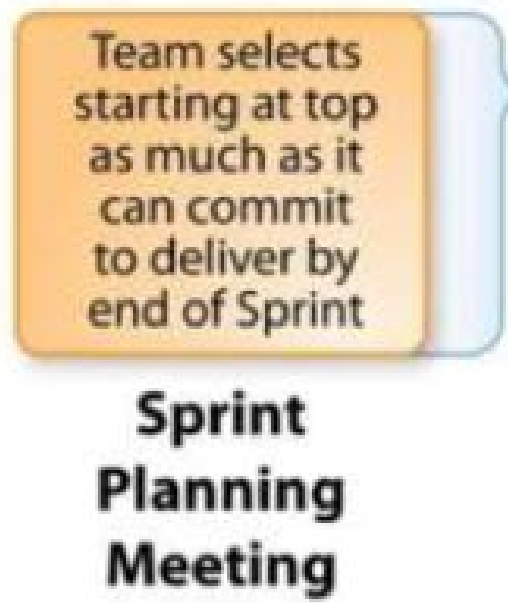 Team selects
starting at top
as much as it
can commit
to deliver by
end of Sprint
Sprint
Planning
Meeting